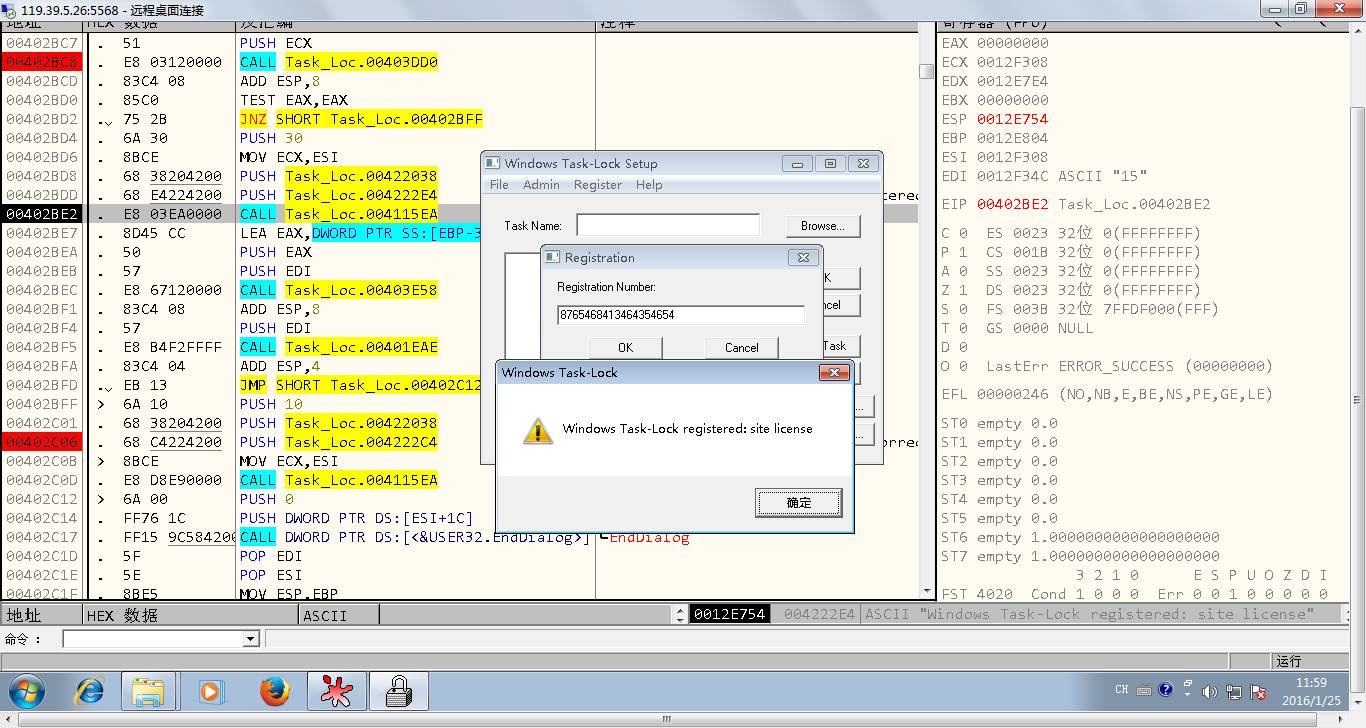 119.39.5.26:5568 - 远程桌面连接
地址 HEX 数据 反汇编 注释 寄存器 (FPU)
00402BC7 . 51 PUSH ECX
00402BC8 . E8 03120000 CALL Task_Loc.00403DD0
00402BCD . 83C4 08 ADD ESP,8
00402BD0 . 85C0 TEST EAX,EAX
00402BD2 . 75 2B JNZ SHORT Task_Loc.00402BFF
00402BD4 . 6A 30 PUSH 30
00402BD6 . 8BCE MOV ECX,ESI
00402BD8 . 68 38204200 PUSH Task_Loc.00422038
00402BDD . 68 E4224200 PUSH Task_Loc.004222E4
00402BE2 . E8 03EA0000 CALL Task_Loc.004115EA
00402BE7 . 8D45 CC LEA EAX,DWORD PTR SS:[EBP-3
00402BEA . 50 PUSH EAX
00402BEB . 57 PUSH EDI
00402BEC . E8 67120000 CALL Task_Loc.00403E58
00402BF1 . 83C4 08 ADD ESP,8
00402BF4 . 57 PUSH EDI
00402BF5 . E8 B4F2FFFF CALL Task_Loc.00401EAE
00402BFA . 83C4 04 ADD ESP,4
00402BFD . EB 13 JMP SHORT Task_Loc.00402C12
00402BFF > 6A 10 PUSH 10
00402C01 . 68 38204200 PUSH Task_Loc.00422038
00402C06 . 68 C4224200 PUSH Task_Loc.004222C4
00402C0B > 8BCE MOV ECX,ESI
00402C0D . E8 D8E90000 CALL Task_Loc.004115EA
00402C12 > 6A 00 PUSH 0
00402C14 . FF76 1C PUSH DWORD PTR DS:[ESI+1C]
00402C17 . FF15 9C584200 CALL DWORD PTR DS:[<&USER32.EndDialog>] EndDialog
00402C1D . 5F POP EDI
00402C1E . 5E POP ESI
00402C1F . 8BE5 MOV ESP,EBP
tered
orrec
Windows Task-Lock Setup
File Admin Register Help
Task Name: Browse...
K
ncel
Task
...
...
Registration
Registration Number:
8765468413464354654
OK Cancel
Windows Task-Lock
Windows Task-Lock registered: site license
确定
EAX 00000000
ECX 0012F308
EDX 0012E7E4
EBX 00000000
ESP 0012E754
EBP 0012E804
ESI 0012F308
EDI 0012F34C ASCII "15"
EIP 00402BE2 Task_Loc.00402BE2
C 0 ES 0023 32位 0(FFFFFFFF)
P 1 CS 001B 32位 0(FFFFFFFF)
A 0 SS 0023 32位 0(FFFFFFFF)
Z 1 DS 0023 32位 0(FFFFFFFF)
S 0 FS 003B 32位 7FFDF000(FFF)
T 0 GS 0000 NULL
D 0
O 0 LastErr ERROR_SUCCESS (00000000)
EFL 00000246 (NO,NB,E,BE,NS,PE,GE,LE)
ST0 empty 0.0
ST1 empty 0.0
ST2 empty 0.0
ST3 empty 0.0
ST4 empty 0.0
ST5 empty 0.0
ST6 empty 1.0000000000000000000
ST7 empty 1.0000000000000000000
3 2 1 0 E S P U O Z D I
FST 4020 Cond 1 0 0 0 Err 0 0 1 0 0 0 0 0
地址 HEX 数据 ASCII 0012E754 004222E4 ASCII "Windows Task-Lock registered: site license"
命令 :
运行
CH
11:59
2016/1/25